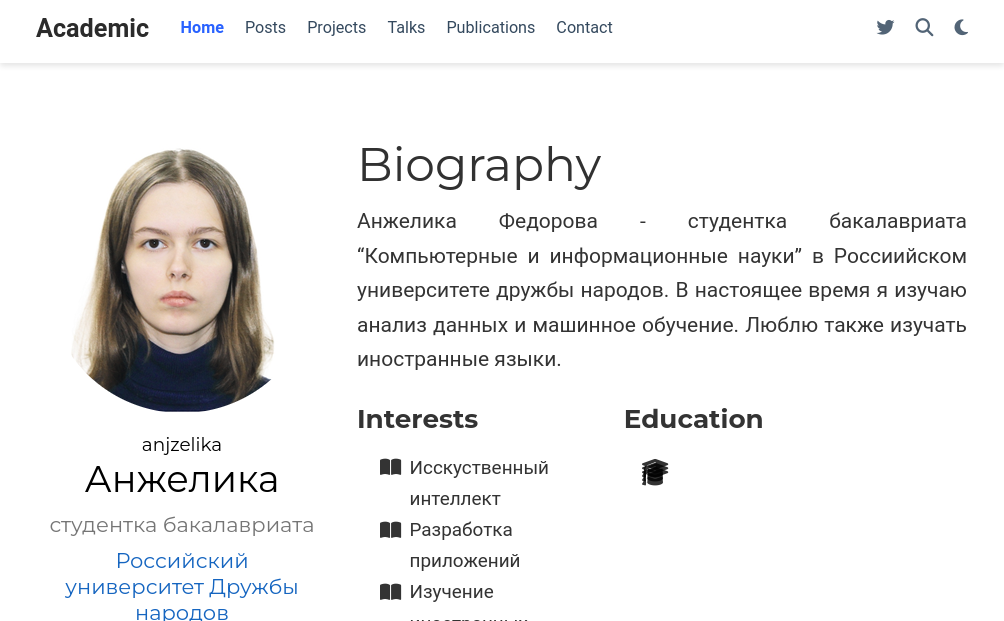 Academic Home Posts Projects Talks Publications Contact
Biography
Анжелика Федорова - студентка бакалавриата
“Компьютерные и информационные науки” в Россиийском
университете дружбы народов. В настоящее время я изучаю
анализ данных и машинное обучение. Люблю также изучать
иностранные языки.
anjzelika
Анжелика
студентка бакалавриата
Российский
университет Дружбы
народов
Interests
Исскуственный
интеллект
Разработка
приложений
Изучение
Education